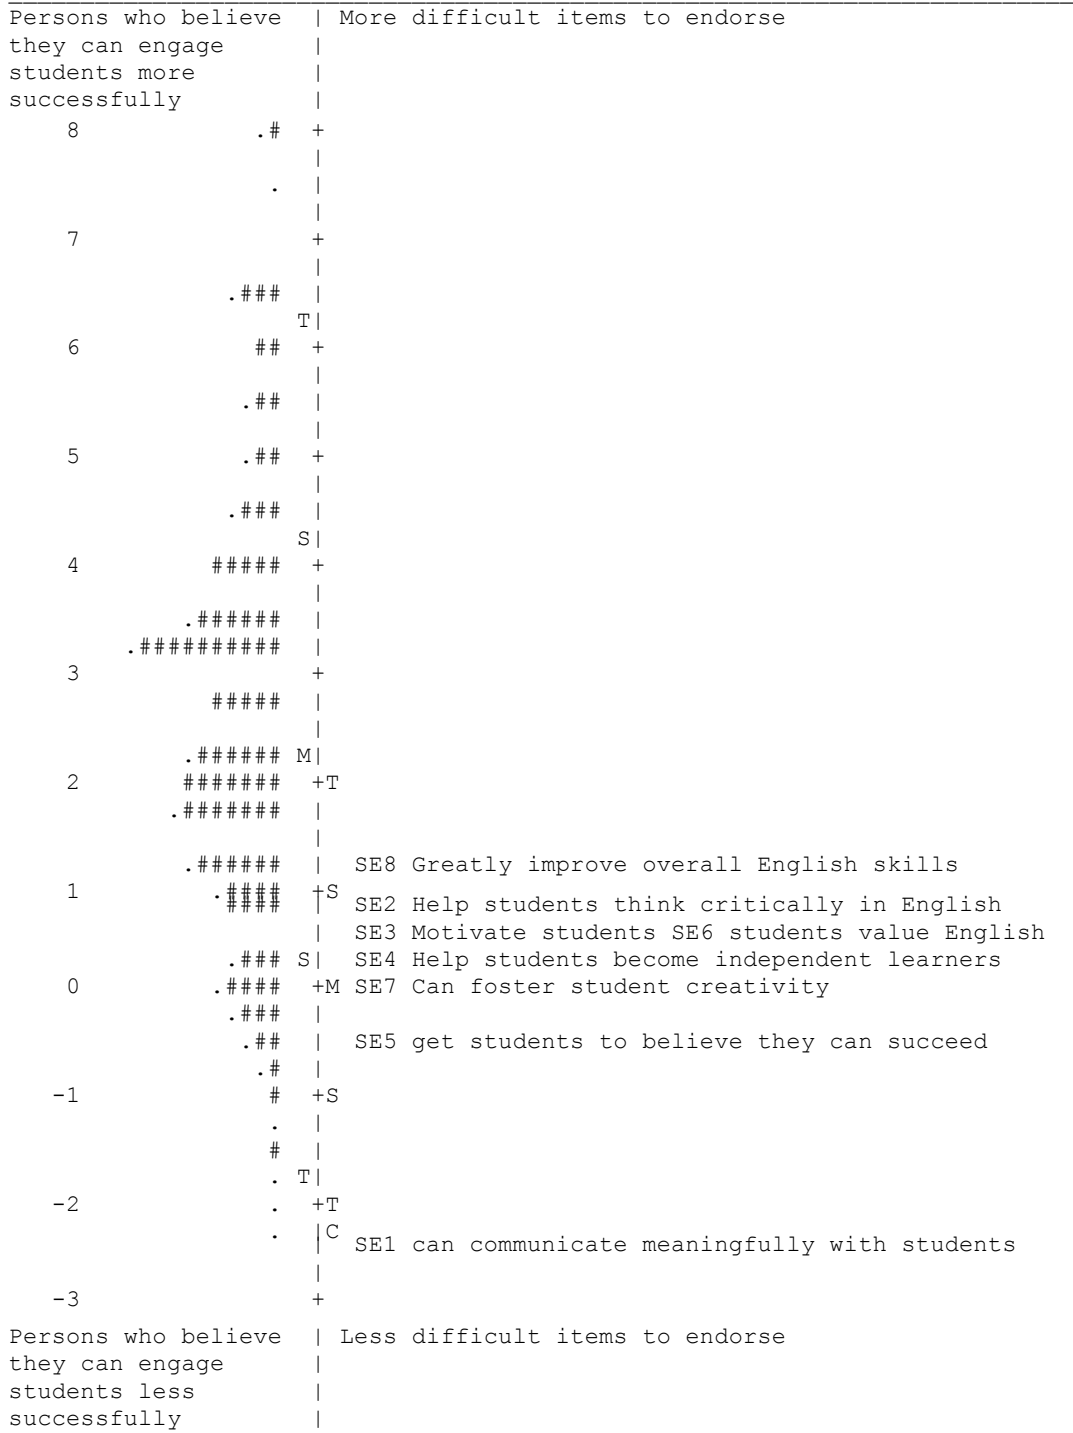 Persons who believe | More difficult items to endorse
they can engage |
students more |
successfully |
8 .# +
|
. |
|
7 +
|
.### |
T|
6 ## +
|
.## |
|
5 .## +
|
.### |
S|
4 ##### +
|
.###### |
.########## |
3 +
##### |
|
.###### M|
2 ####### +T
.####### |
|
.###### | SE8 Greatly improve overall English skills
1 .#### +S
#### | SE2 Help students think critically in English
| SE3 Motivate students SE6 students value English
.### S| SE4 Help students become independent learners
0 .#### +M SE7 Can foster student creativity
.### |
.## | SE5 get students to believe they can succeed
.# |
-1 # +S
. |
# |
. T|
-2 . +T
. |C
| SE1 can communicate meaningfully with students
|
-3 +
Persons who believe | Less difficult items to endorse
they can engage |
students less |
successfully |